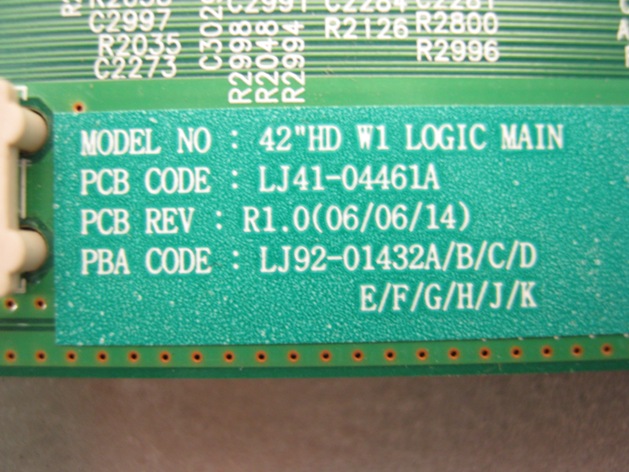 C2997
R2035
C2273
R2998
R2048
R2994
R2126
R2800
R2996
MODEL NO : 42"HD W1 LOGIC MAIN
PCB CODE : LJ41-04461A
PCB REV : R1.0(06/06/14)
PBA CODE : LJ92-01432A/B/C/D
E/F/G/H/J/K